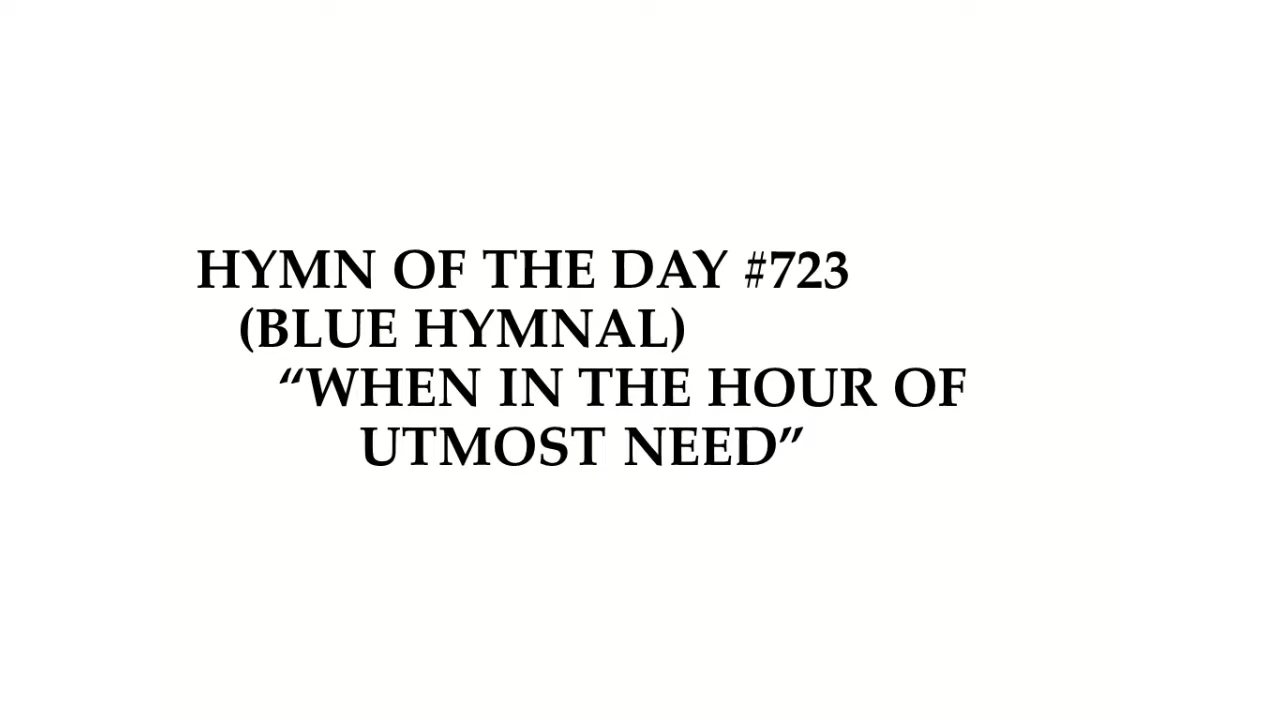 HYMN OF THE DAY #723
(BLUE HYMNAL)
“WHEN IN THE HOUR OF
UTMOST NEED”